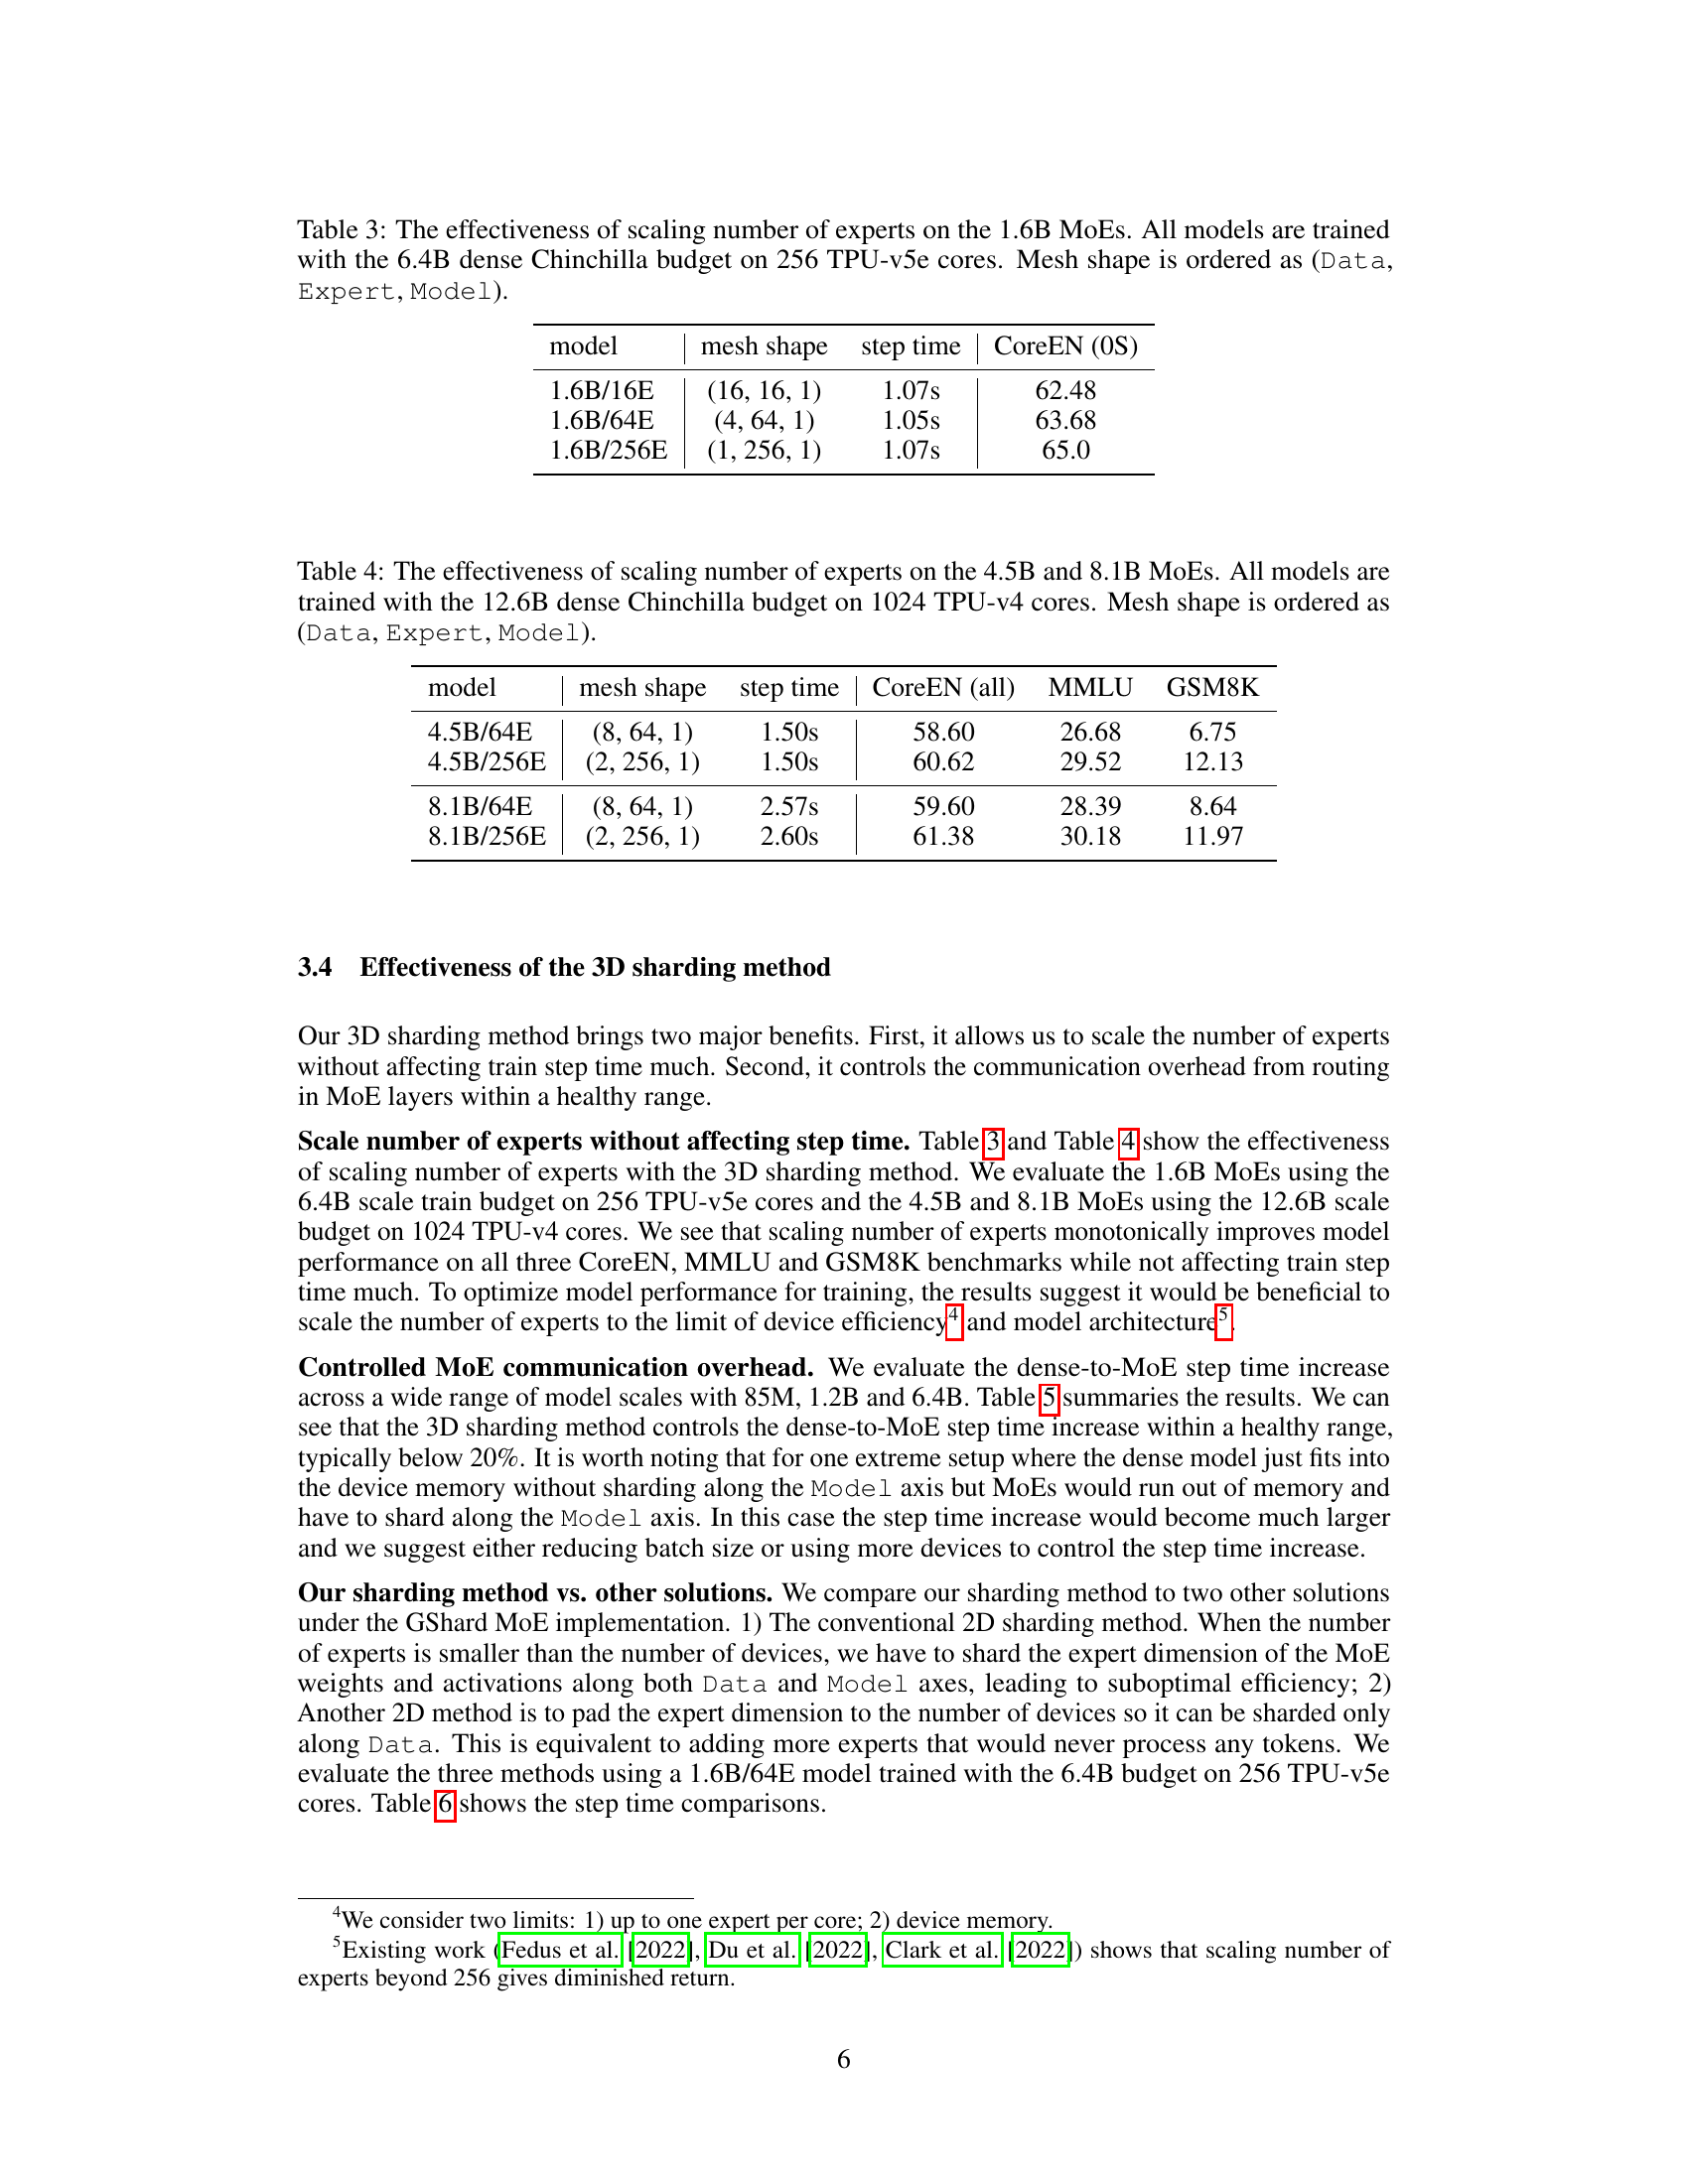 Table 3: The effectiveness of scaling number of experts on the 1.6B MoEs. All models are trained
with the 6.4B dense Chinchilla budget on 256 TPU-v5e cores. Mesh shape is ordered as (Data,
Expert, Model).
model mesh shape step time CoreEN (0S)
1.6B/16E (16, 16, 1) 1.07s 62.48
1.6B/64E (4, 64, 1) 1.05s 63.68
1.6B/256E (1, 256, 1) 1.07s 65.0
Table 4: The effectiveness of scaling number of experts on the 4.5B and 8.1B MoEs. All models are
trained with the 12.6B dense Chinchilla budget on 1024 TPU-v4 cores. Mesh shape is ordered as
(Data, Expert, Model).
model mesh shape step time CoreEN (all) MMLU GSM8K
4.5B/64E (8, 64, 1) 1.50s 58.60 26.68 6.75
4.5B/256E (2, 256, 1) 1.50s 60.62 29.52 12.13
8.1B/64E (8, 64, 1) 2.57s 59.60 28.39 8.64
8.1B/256E (2, 256, 1) 2.60s 61.38 30.18 11.97
3.4 Effectiveness of the 3D sharding method
Our 3D sharding method brings two major benefits. First, it allows us to scale the number of experts
without affecting train step time much. Second, it controls the communication overhead from routing
in MoE layers within a healthy range.
Scale number of experts without affecting step time. Table 3 and Table 4 show the effectiveness
of scaling number of experts with the 3D sharding method. We evaluate the 1.6B MoEs using the
6.4B scale train budget on 256 TPU-v5e cores and the 4.5B and 8.1B MoEs using the 12.6B scale
budget on 1024 TPU-v4 cores. We see that scaling number of experts monotonically improves model
performance on all three CoreEN, MMLU and GSM8K benchmarks while not affecting train step
time much. To optimize model performance for training, the results suggest it would be beneficial to
scale the number of experts to the limit of device efficiency4 and model architecture5.
Controlled MoE communication overhead. We evaluate the dense-to-MoE step time increase
across a wide range of model scales with 85M, 1.2B and 6.4B. Table 5 summaries the results. We can
see that the 3D sharding method controls the dense-to-MoE step time increase within a healthy range,
typically below 20%. It is worth noting that for one extreme setup where the dense model just fits into
the device memory without sharding along the Model axis but MoEs would run out of memory and
have to shard along the Model axis. In this case the step time increase would become much larger
and we suggest either reducing batch size or using more devices to control the step time increase.
Our sharding method vs. other solutions. We compare our sharding method to two other solutions
under the GShard MoE implementation. 1) The conventional 2D sharding method. When the number
of experts is smaller than the number of devices, we have to shard the expert dimension of the MoE
weights and activations along both Data and Model axes, leading to suboptimal efficiency; 2)
Another 2D method is to pad the expert dimension to the number of devices so it can be sharded only
along Data. This is equivalent to adding more experts that would never process any tokens. We
evaluate the three methods using a 1.6B/64E model trained with the 6.4B budget on 256 TPU-v5e
cores. Table 6 shows the step time comparisons.
4We consider two limits: 1) up to one expert per core; 2) device memory.
5Existing work (Fedus et al. [2022], Du et al. [2022], Clark et al. [2022]) shows that scaling number of
experts beyond 256 gives diminished return.
6